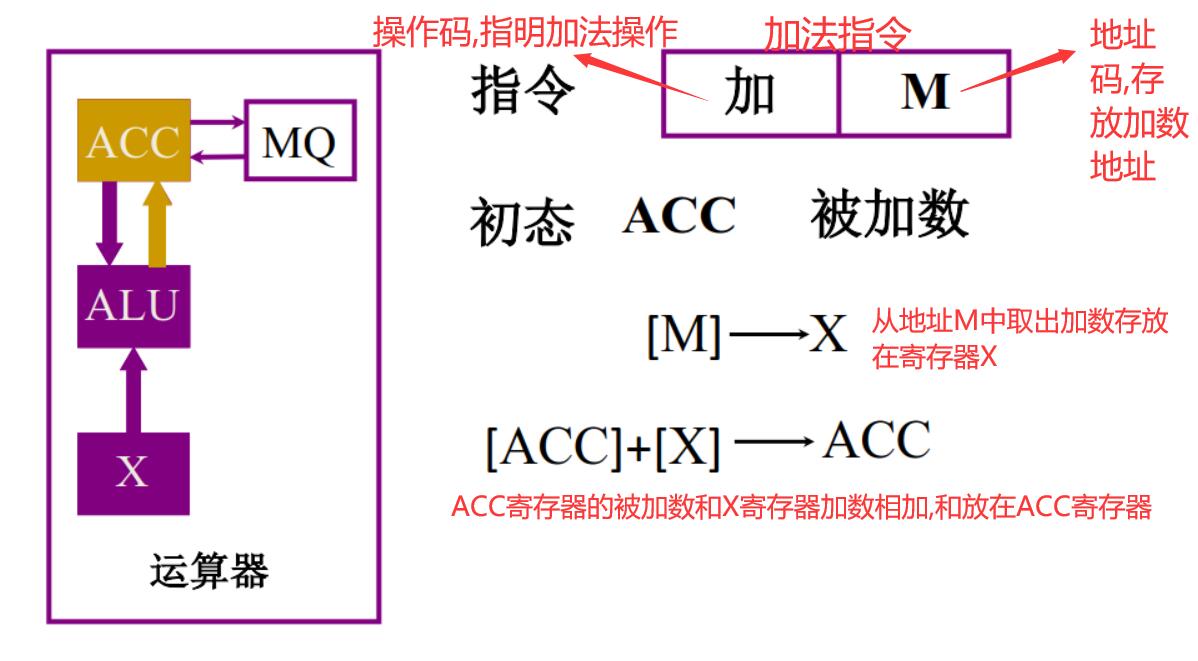 操作码,指明加法操作
加法指令
指令
加
M
地址
码,存
放加数
地址
ACC
MQ
初态 ACC 被加数
ALU
[M]→X
从地址M中取出加数存放
在寄存器X
X
[ACC]+[X]→ACC
ACC寄存器的被加数和X寄存器加数相加,和放在ACC寄存器
运算器